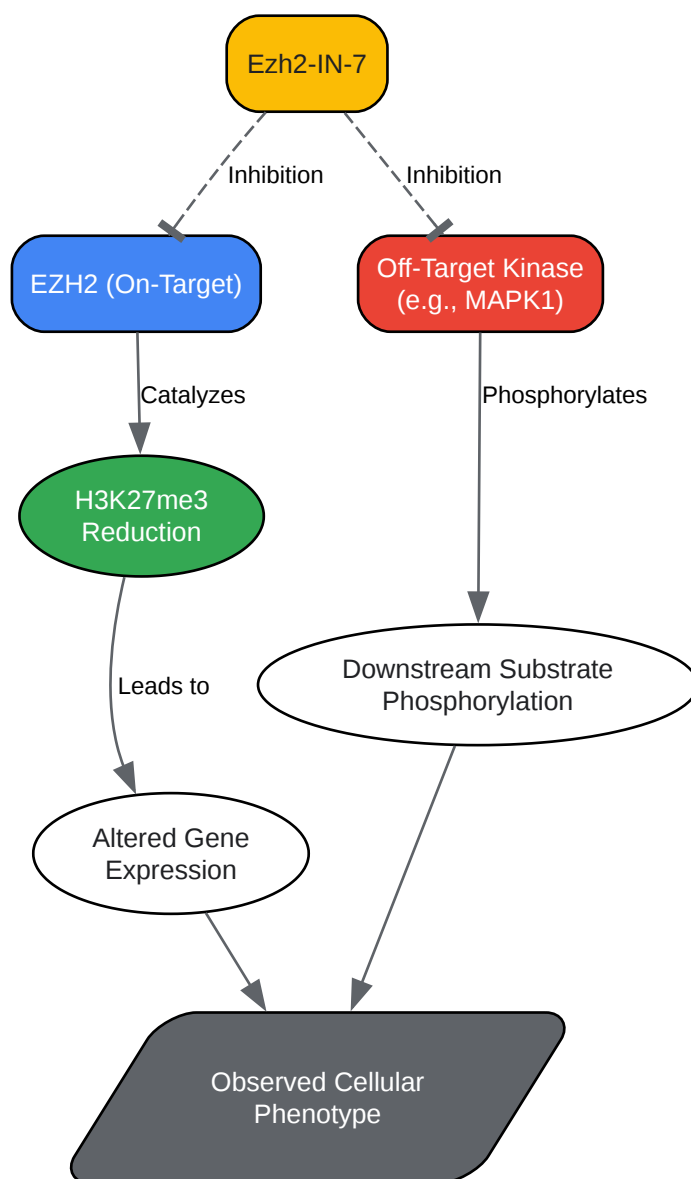 Ezh2-IN-7
Inhibition
Inhibition
EZH2 (On-Target)
Off-Target Kinase
(e.g., MAPK1)
Catalyzes
Phosphorylates
H3K27me3
Reduction
Downstream Substrate
Phosphorylation
Leads to
Altered Gene
Expression
Observed Cellular
Phenotype